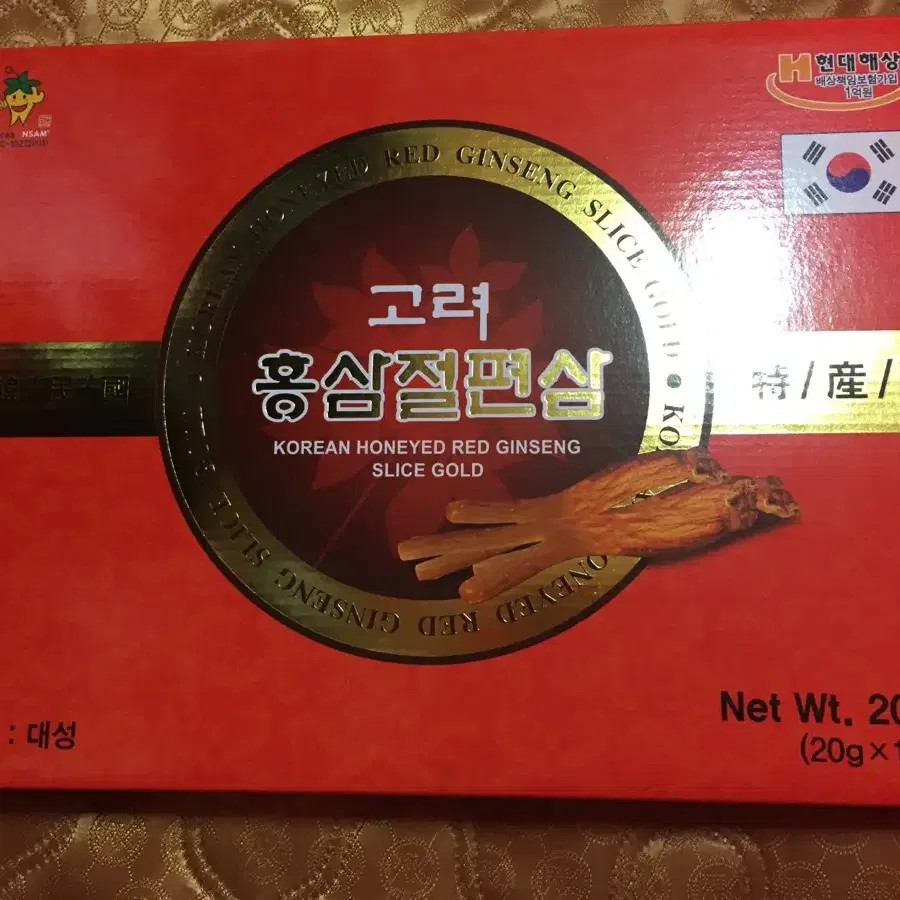 H 현대해상
배상책임보험가입
1억원
NSAM
KOREAN HONEYED RED GINSENG SLICE GOLD
고려
홍삼절편삼
KOREAN HONEYED RED GINSENG
SLICE GOLD
特/産/
HONEYED RED GINSENG SLICE
: 대성
Net Wt. 20
(20g×1